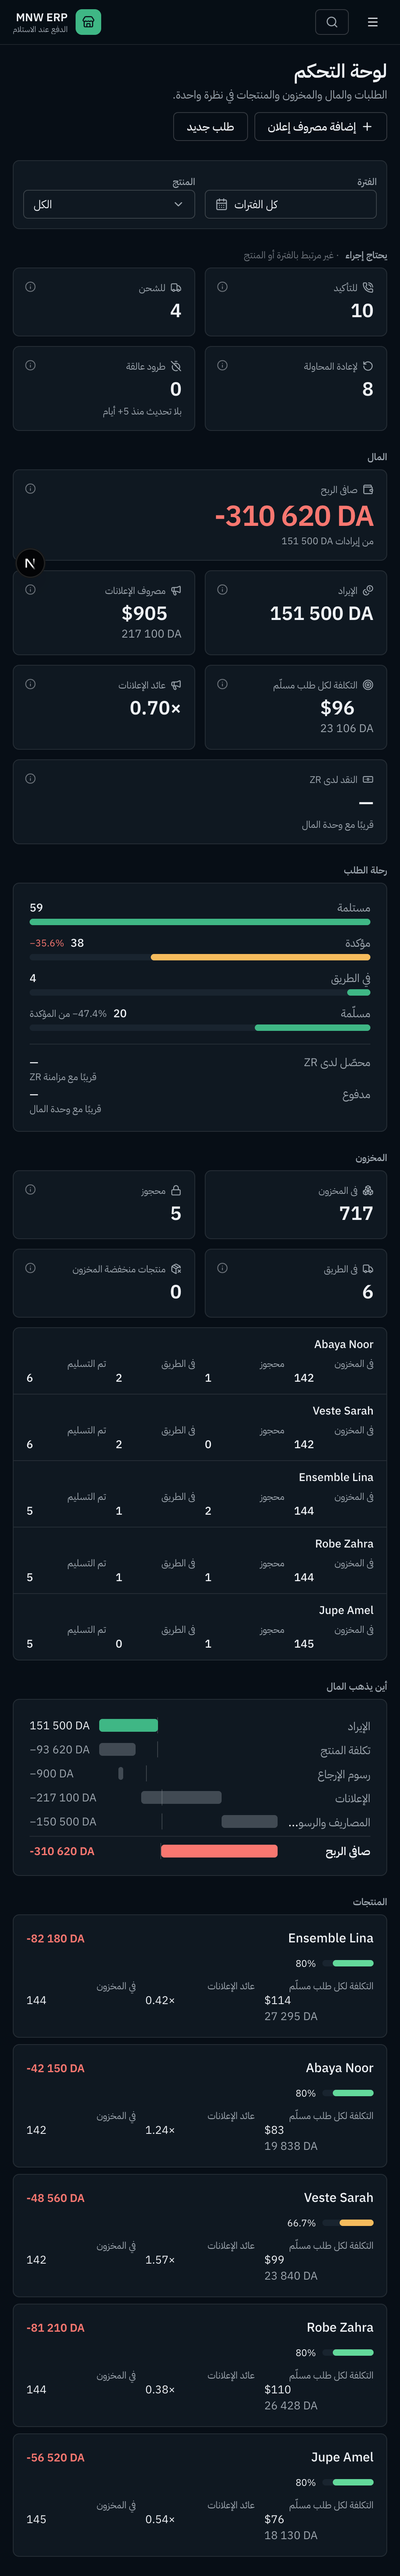 MNW ERP
الدفع عند الاستلام
لوحة التحكم
الطلبات والمال والمخزون والمنتجات في نظرة واحدة.
إضافة مصروف إعلان
طلب جديد
الفترة
المنتج
كل الفترات
الكل
يحتاج إجراء · غير مرتبط بالفترة أو المنتج
للتأكيد
10
للشحن
4
لإعادة المحاولة
8
طرود عالقة
0
بلا تحديث منذ 5+ أيام
المال
صافي الربح
-310 620 DA
من إيرادات 151 500 DA
N
الإيراد
151 500 DA
مصروف الإعلانات
$905
217 100 DA
التكلفة لكل طلب مسلّم
$96
23 106 DA
عائد الإعلانات
0.70×
النقد لدى ZR
—
قريبًا مع وحدة المال
رحلة الطلب
مستلمة 59
مؤكدة 38 −35.6%
في الطريق 4
مسلّمة 20 −47.4% من المؤكدة
محصّل لدى ZR —
قريبًا مع مزامنة ZR
مدفوع —
قريبًا مع وحدة المال
المخزون
في المخزون
717
محجوز
5
في الطريق
6
منتجات منخفضة المخزون
0
Abaya Noor
في المخزون محجوز في الطريق تم التسليم
142 1 2 6
Veste Sarah
في المخزون محجوز في الطريق تم التسليم
142 0 2 6
Ensemble Lina
في المخزون محجوز في الطريق تم التسليم
144 2 1 5
Robe Zahra
في المخزون محجوز في الطريق تم التسليم
144 1 1 5
Jupe Amel
في المخزون محجوز في الطريق تم التسليم
145 1 0 5
أين يذهب المال
الإيراد 151 500 DA
تكلفة المنتج −93 620 DA
رسوم الإرجاع −900 DA
الإعلانات −217 100 DA
المصاريف والرسو... −150 500 DA
صافي الربح -310 620 DA
المنتجات
Ensemble Lina -82 180 DA
80%
التكلفة لكل طلب مسلّم عائد الإعلانات في المخزون
$114 0.42× 144
27 295 DA
Abaya Noor -42 150 DA
80%
التكلفة لكل طلب مسلّم عائد الإعلانات في المخزون
$83 1.24× 142
19 838 DA
Veste Sarah -48 560 DA
66.7%
التكلفة لكل طلب مسلّم عائد الإعلانات في المخزون
$99 1.57× 142
23 840 DA
Robe Zahra -81 210 DA
80%
التكلفة لكل طلب مسلّم عائد الإعلانات في المخزون
$110 0.38× 144
26 428 DA
Jupe Amel -56 520 DA
80%
التكلفة لكل طلب مسلّم عائد الإعلانات في المخزون
$76 0.54× 145
18 130 DA